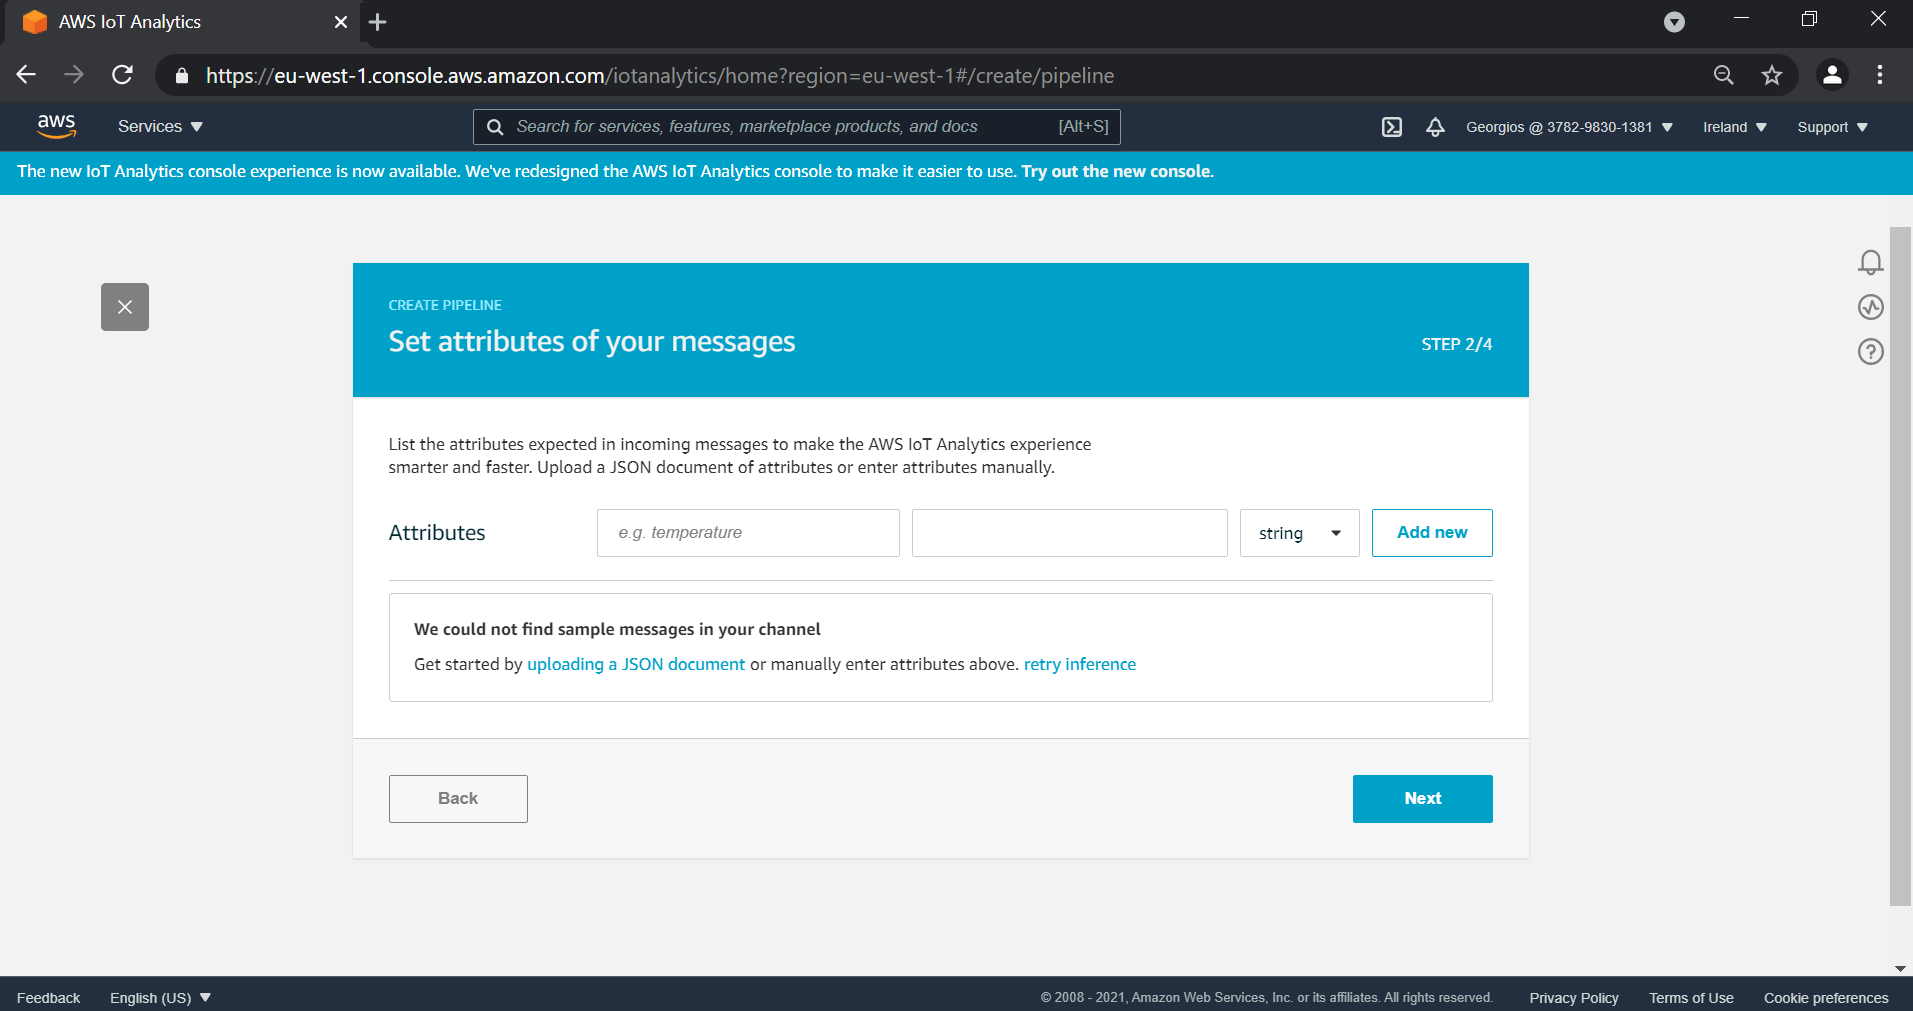 AWS IoT Analytics
https://eu-west-1.console.aws.amazon.com/iotanalytics/home?region=eu-west-1#/create/pipeline
aws Services Search for services, features, marketplace products, and docs [Alt+S] Georgios @ 3782-9830-1381 Ireland Support
The new IoT Analytics console experience is now available. We've redesigned the AWS IoT Analytics console to make it easier to use. Try out the new console.
CREATE PIPELINE
Set attributes of your messages
STEP 2/4
List the attributes expected in incoming messages to make the AWS IoT Analytics experience
smarter and faster. Upload a JSON document of attributes or enter attributes manually.
Attributes e.g. temperature string Add new
We could not find sample messages in your channel
Get started by uploading a JSON document or manually enter attributes above. retry inference
Back Next
Feedback English (US) © 2008 - 2021, Amazon Web Services, Inc. or its affiliates. All rights reserved. Privacy Policy Terms of Use Cookie preferences